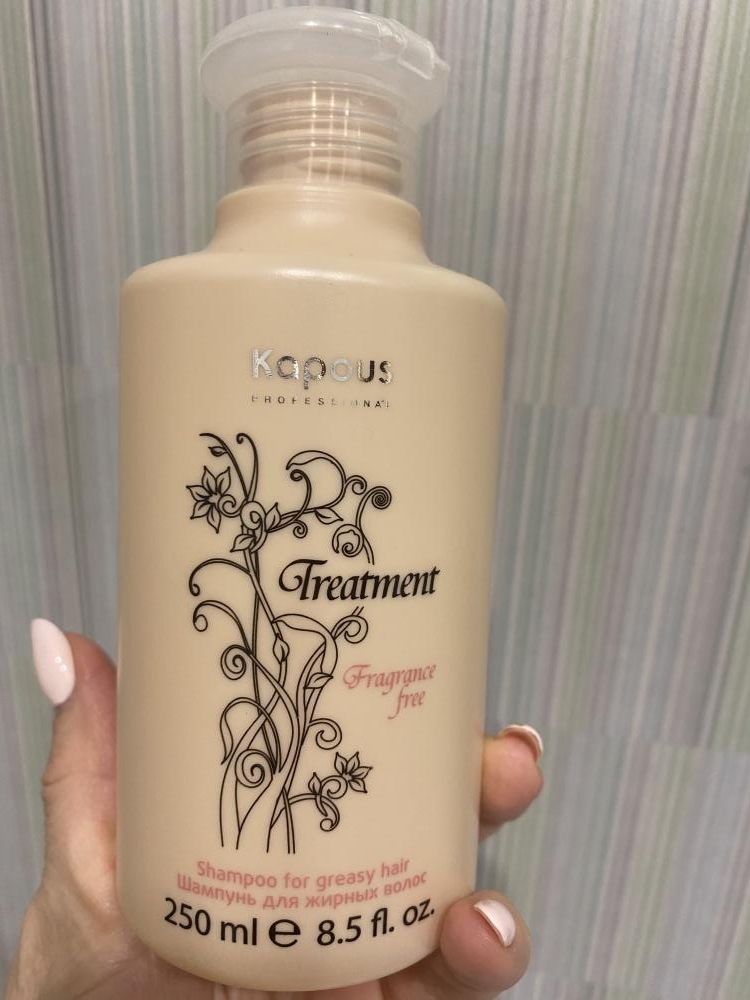 Kapous
PROFESSIONAL
Treatment
Fragrance
free
Shampoo for greasy hair
Шампунь для жирных волос
250 ml e 8.5 fl. oz.